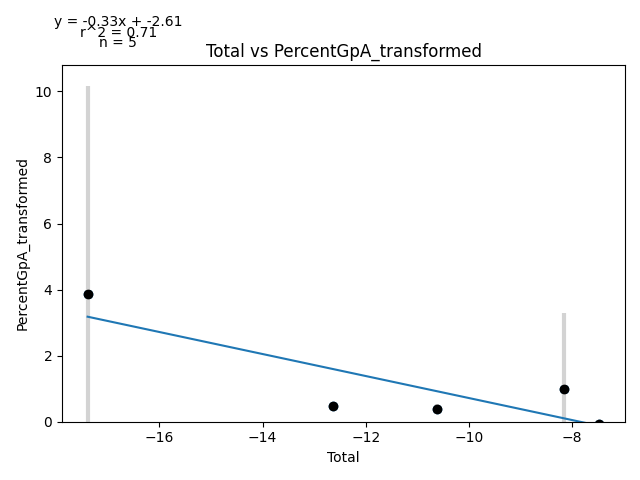 y = -0.33x + -2.61
r^2 = 0.71
n = 5
Total vs PercentGpA_transformed
PercentGpA_transformed
10
8
6
4
2
0
−16
−14
−12
−10
−8
Total